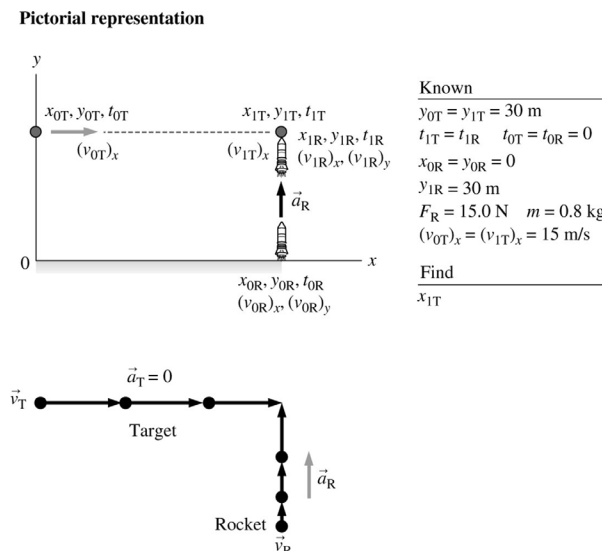 Pictorial representation
y
x₀T, y₀T, t₀T
x₁T, y₁T, t₁T
x₁R, y₁R, t₁R
(v₀T)ₓ
(v₁T)ₓ
(v₁R)ₓ, (v₁R)y
a⃗R
0
x
x₀R, y₀R, t₀R
(v₀R)ₓ, (v₀R)y
Known
y₀T = y₁T = 30 m
t₁T = t₁R t₀T = t₀R = 0
x₀R = y₀R = 0
y₁R = 30 m
FR = 15.0 N m = 0.8 kg
(v₀T)ₓ = (v₁T)ₓ = 15 m/s
Find
x₁T
v⃗T
a⃗T = 0
Target
a⃗R
Rocket
v⃗R